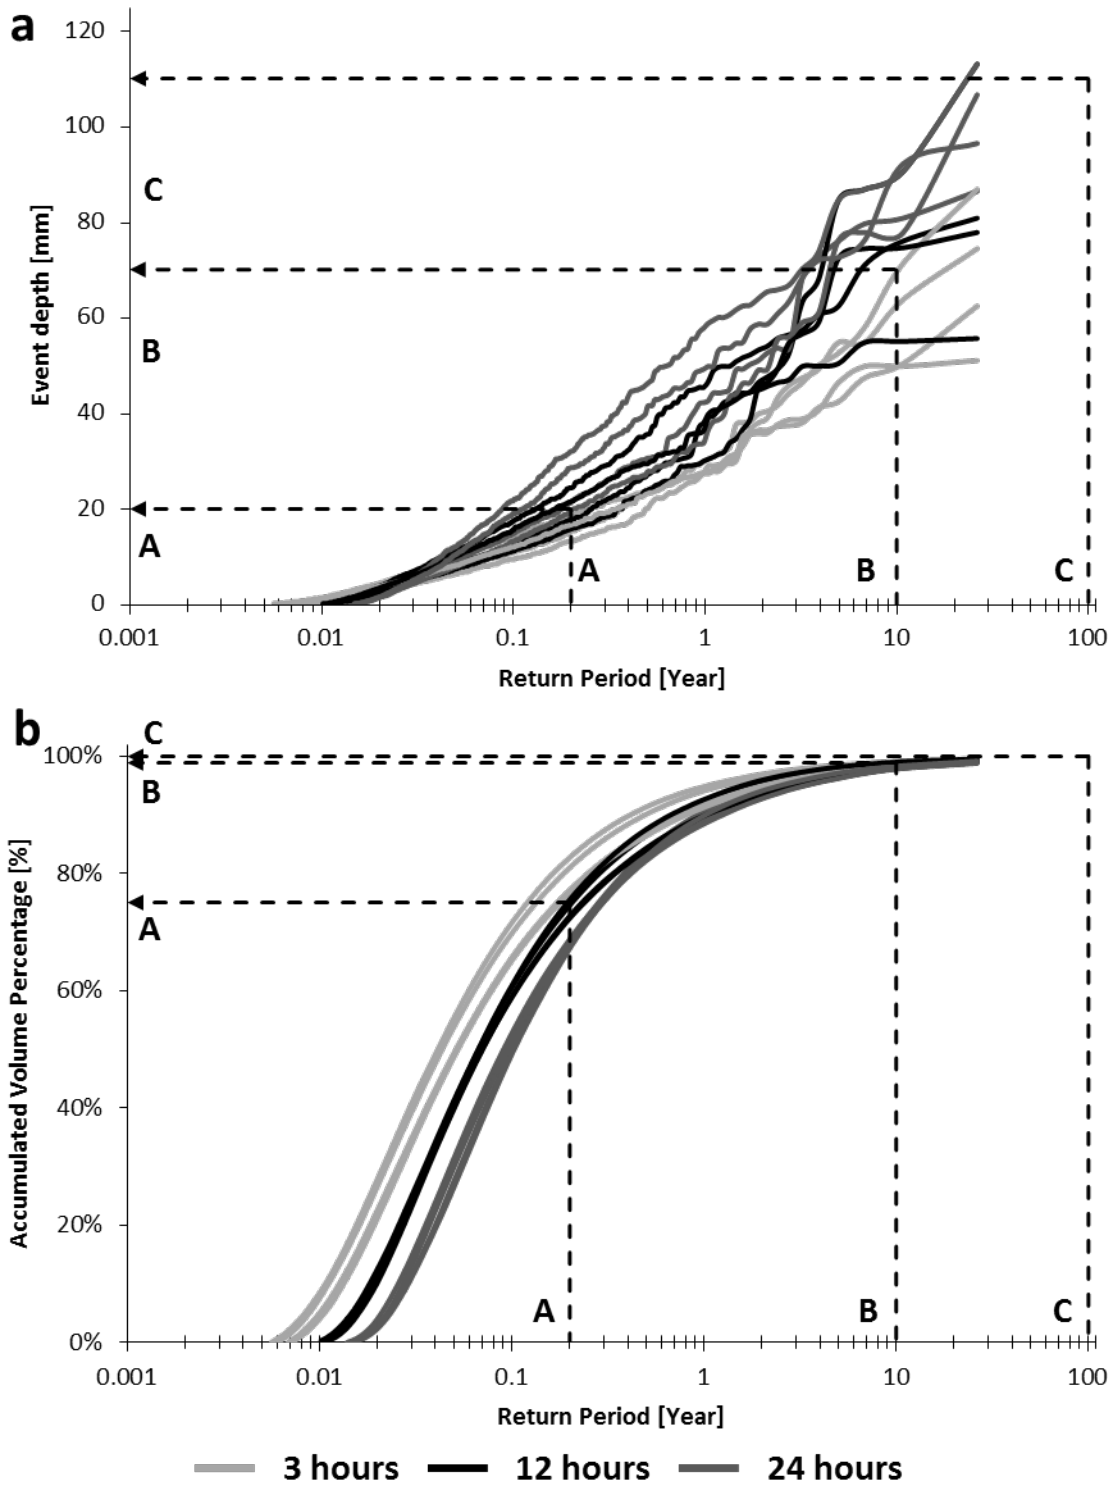 a
120
100
80
60
40
20
0
Event depth [mm]
C
B
A
A
B
C
0.001
0.01
0.1
1
10
100
Return Period [Year]
b
100%
80%
60%
40%
20%
0%
Accumulated Volume Percentage [%]
C
B
A
A
B
C
0.001
0.01
0.1
1
10
100
Return Period [Year]
3 hours
12 hours
24 hours